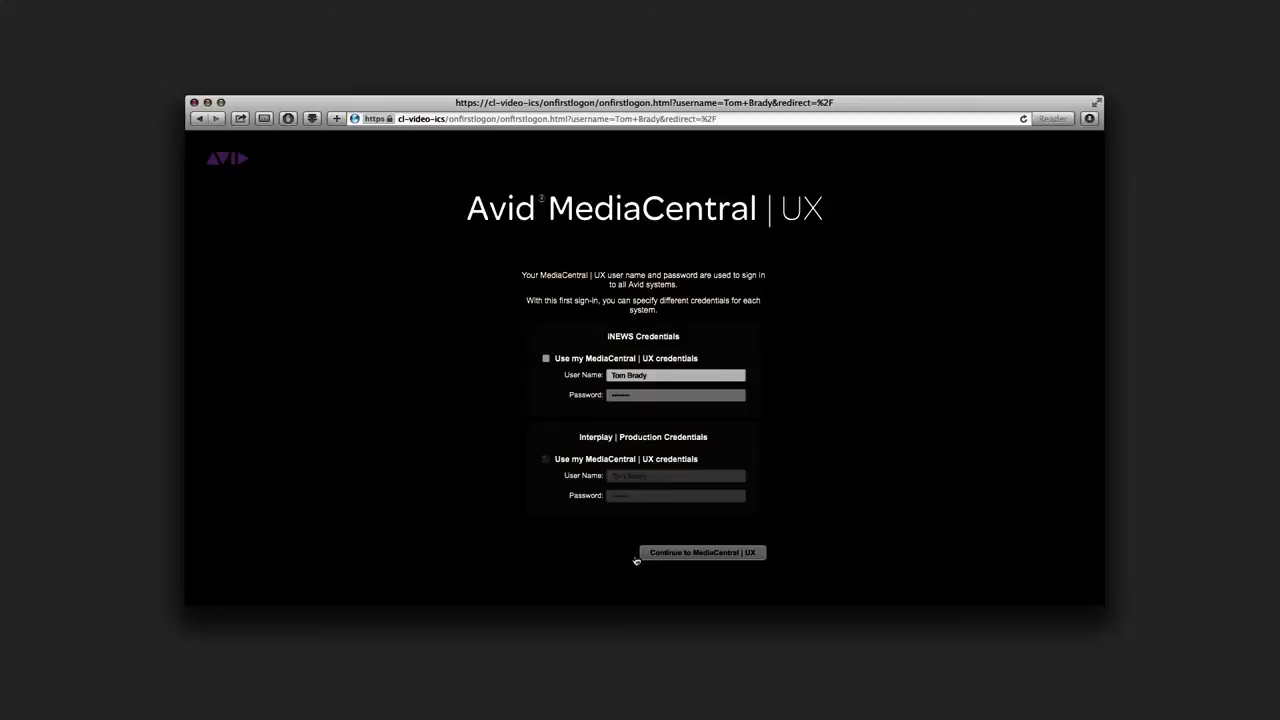 https://cl-video-ics/onfirstlogon/onfirstlogon.html?username=Tom+Brady&redirect=%2F
https cl-video-ics/onfirstlogon/onfirstlogon.html?username=Tom+Brady&redirect=%2F
Reader
AVID
Avid® MediaCentral | UX
Your MediaCentral | UX user name and password are used to sign in
to all Avid systems.
With this first sign-in, you can specify different credentials for each
system.
iNEWS Credentials
Use my MediaCentral | UX credentials
User Name: Tom Brady
Password:
Interplay | Production Credentials
Use my MediaCentral | UX credentials
User Name: Tom Brady
Password:
Continue to MediaCentral | UX